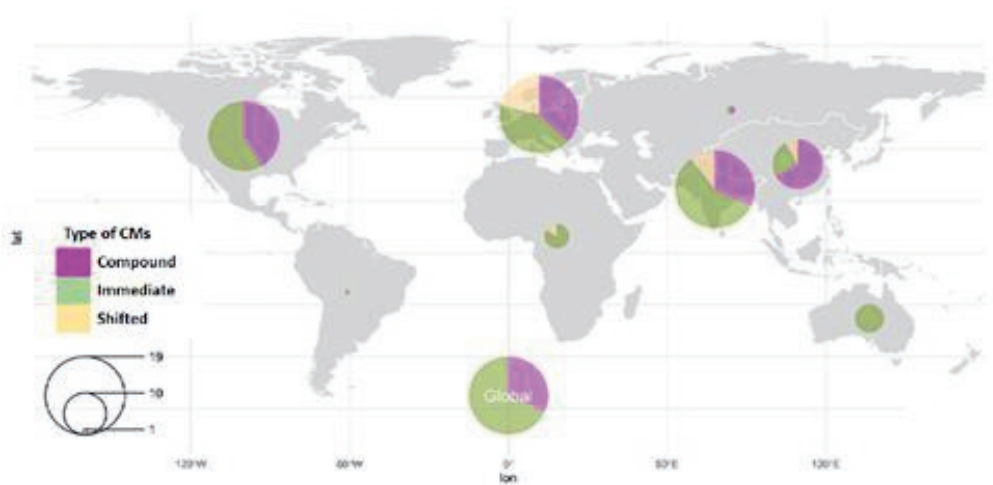 Type of CMs
Compound
Immediate
Shifted
19
10
1
Global
lat
120°W
60°W
0°
60°E
120°E
lon